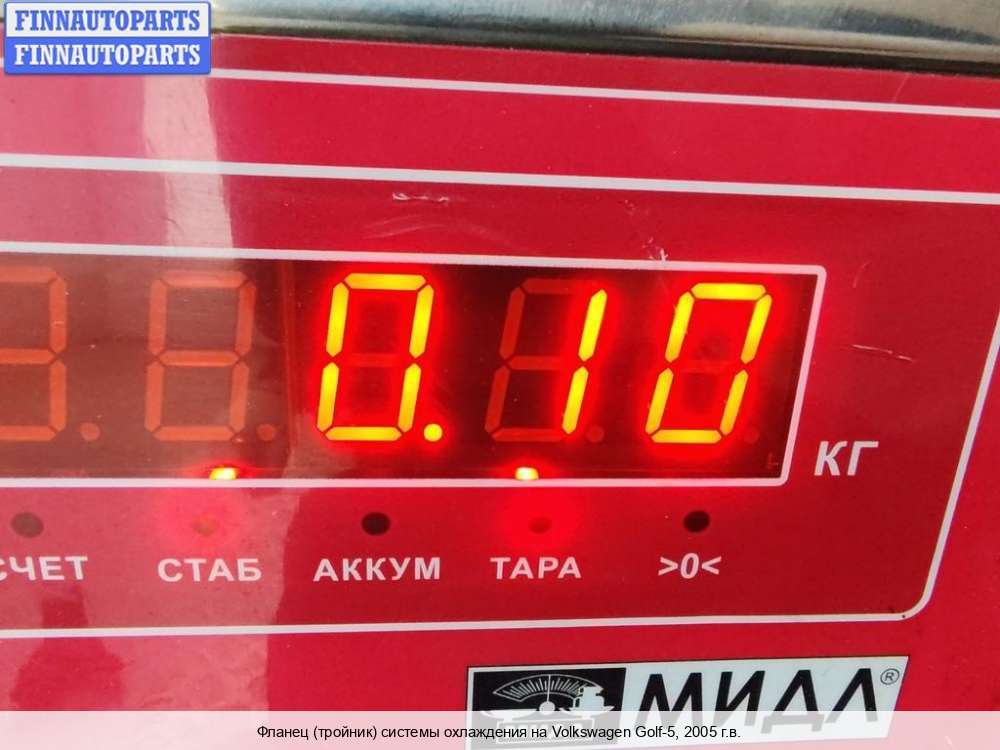 FINNAUTOPARTS
FINNAUTOPARTS
0.10
КГ
СЧЕТ СТАБ АККУМ ТАРА >0<
МИДЛ®
Фланец (тройник) системы охлаждения на Volkswagen Golf-5, 2005 г.в.